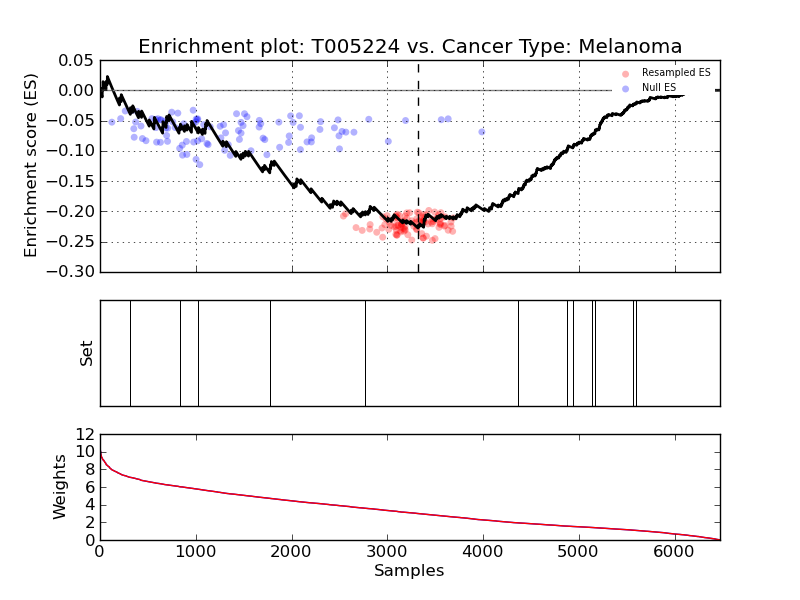 Enrichment plot: T005224 vs. Cancer Type: Melanoma
0.05
0.00
−0.05
−0.10
−0.15
−0.20
−0.25
−0.30
Enrichment score (ES)
Resampled ES
Null ES
Set
12
10
8
6
4
2
0
Weights
0 1000 2000 3000 4000 5000 6000
Samples